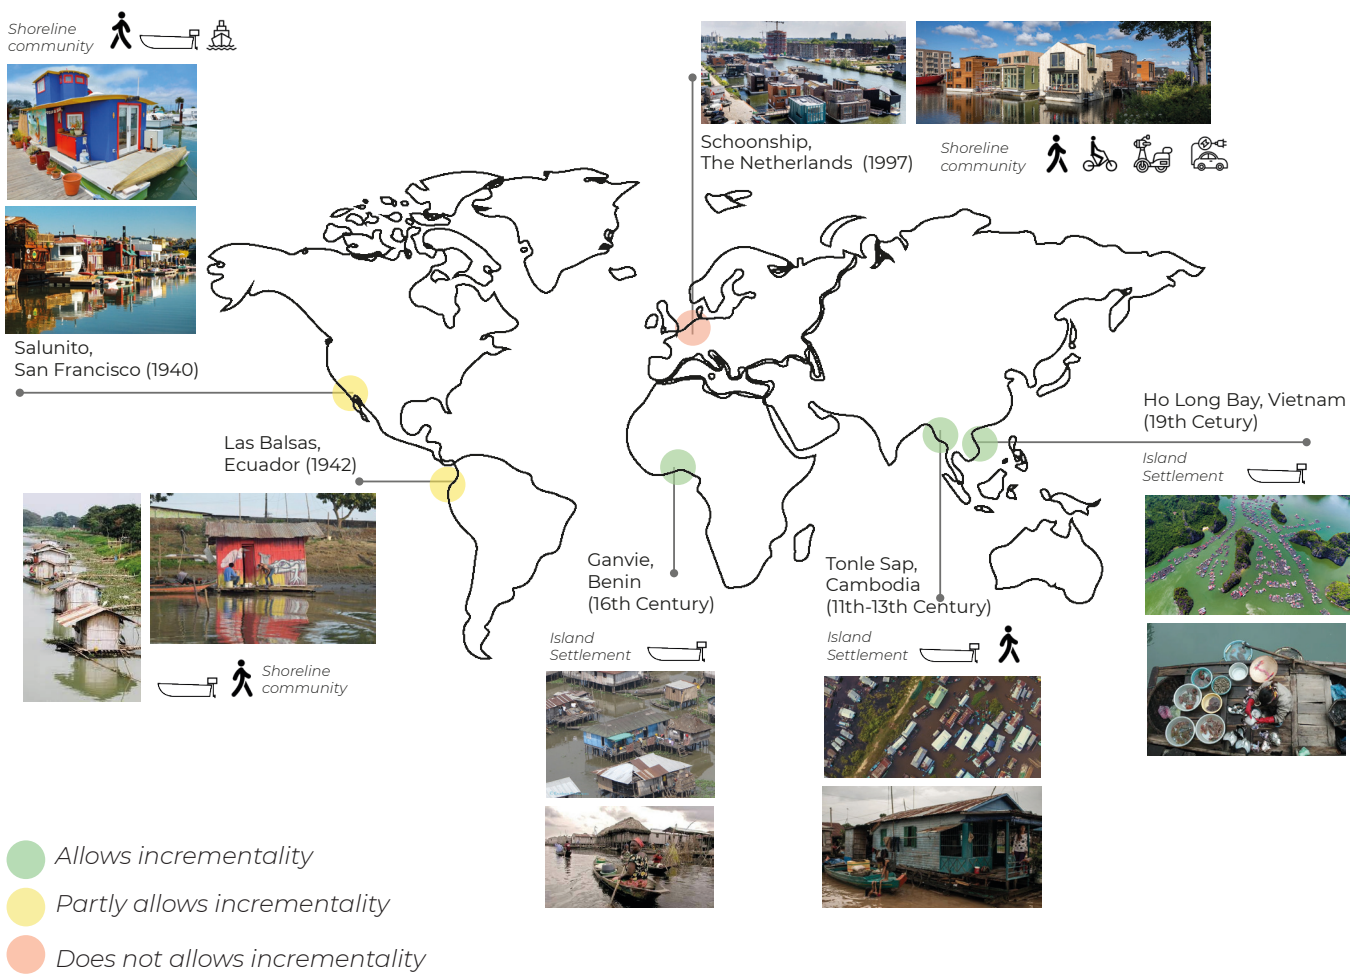 Shoreline
community
Schoonship,
The Netherlands (1997)
Shoreline
community
Salunito,
San Francisco (1940)
Las Balsas,
Ecuador (1942)
Shoreline
community
Ho Long Bay, Vietnam
(19th Cetury)
Island
Settlement
Ganvie,
Benin
(16th Century)
Island
Settlement
Tonle Sap,
Cambodia
(11th-13th Century)
Island
Settlement
Allows incrementality
Partly allows incrementality
Does not allows incrementality